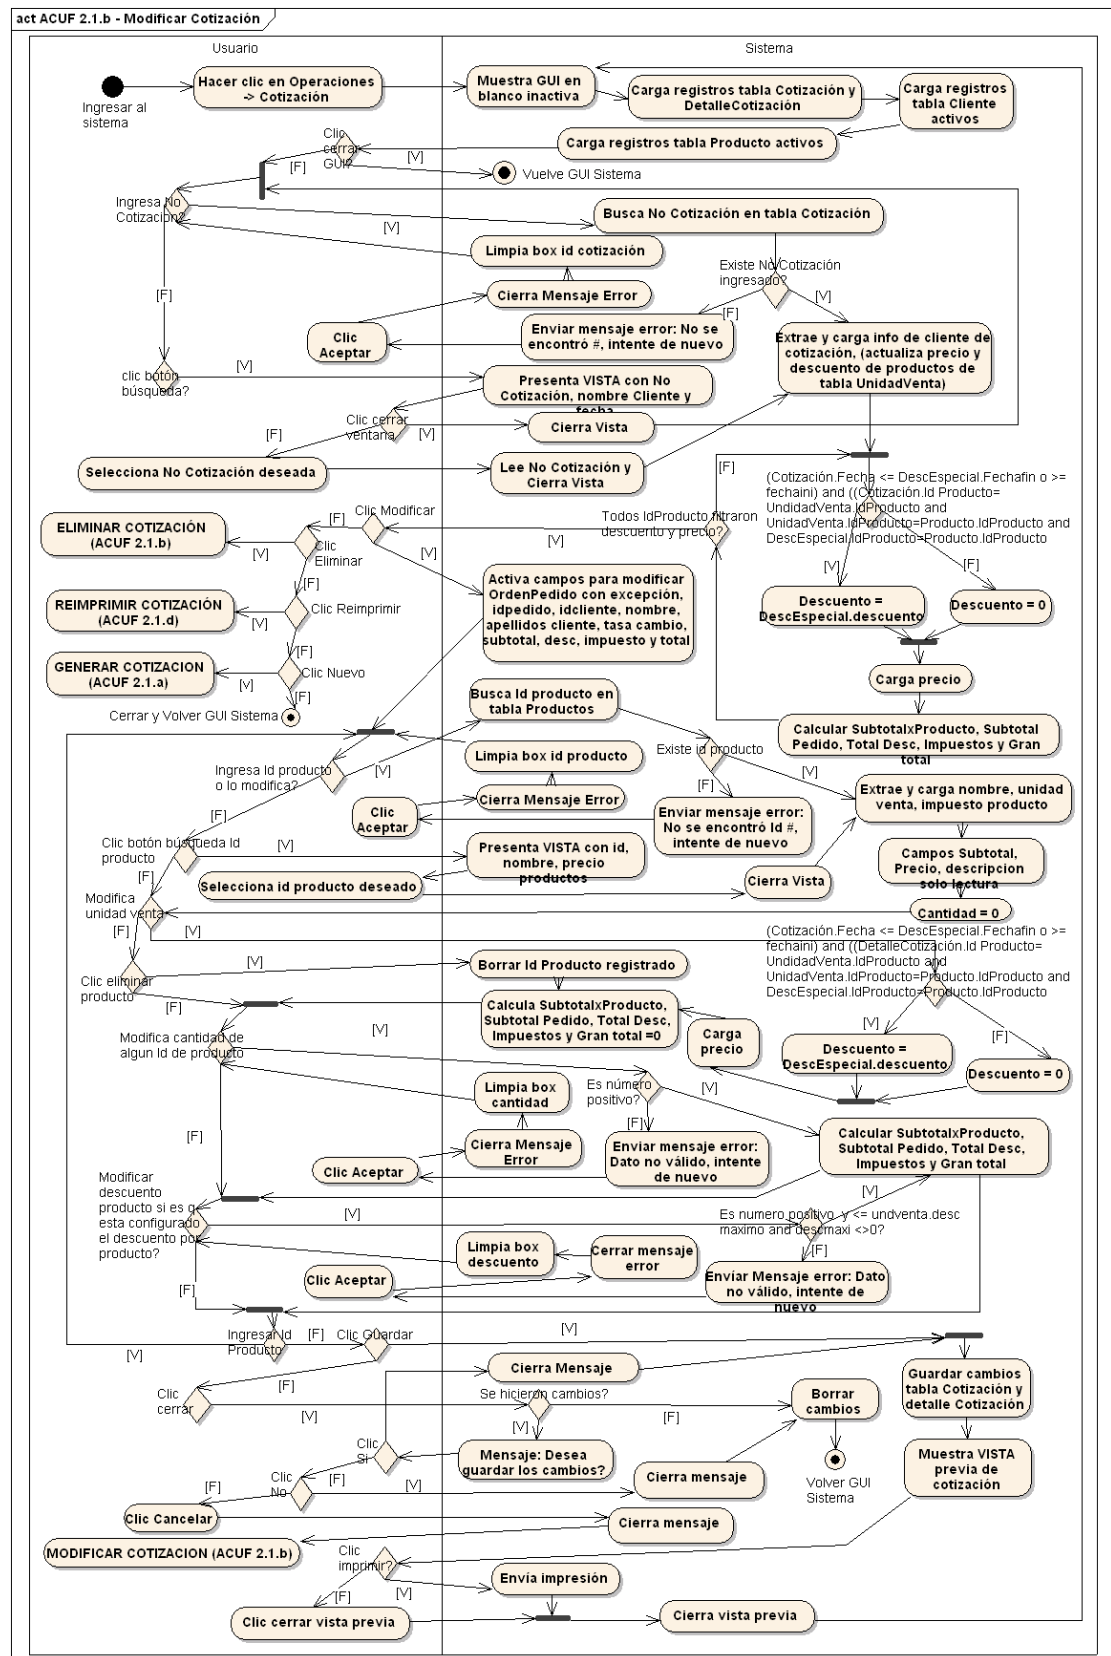 act ACUF 2.1.b - Modificar Cotización
Usuario
Sistema
Ingresar al
sistema
Hacer clic en Operaciones
-> Cotización
Muestra GUI en
blanco inactiva
Carga registros tabla Cotización y
DetalleCotización
Carga registros
tabla Cliente
activos
Carga registros tabla Producto activos
Clic
cerrar
GUI?
[V]
[F]
Vuelve GUI Sistema
Ingresa No
Cotización?
[V]
Busca No Cotización en tabla Cotización
Limpia box id cotización
Existe No Cotización
ingresado?
[F]
Cierra Mensaje Error
[V]
[F]
Clic
Aceptar
Enviar mensaje error: No se
encontró #, intente de nuevo
Extrae y carga info de cliente de
cotización, (actualiza precio y
descuento de productos de
tabla UnidadVenta)
clic botón
búsqueda?
[V]
Presenta VISTA con No
Cotización, nombre Cliente y
fecha
Clic cerrar
ventana
[F]
[V]
Cierra Vista
Selecciona No Cotización deseada
Lee No Cotización y
Cierra Vista
[F]
(Cotización.Fecha <= DescEspecial.Fechafin o >=
fechaini) and ((Cotización.Id Producto=
UndidadVenta.IdProducto and
UnidadVenta.IdProducto=Producto.IdProducto and
DescEspecial.IdProducto=Producto.IdProducto
Todos IdProducto filtraron
descuento y precio?
[V]
Clic Modificar
[F]
[V]
ELIMINAR COTIZACIÓN
(ACUF 2.1.b)
[V]
Clic
Eliminar
[F]
Activa campos para modificar
OrdenPedido con excepción,
idpedido, idcliente, nombre,
apellidos cliente, tasa cambio,
subtotal, desc, impuesto y total
[V]
[F]
Descuento =
DescEspecial.descuento
Descuento = 0
REIMPRIMIR COTIZACIÓN
(ACUF 2.1.d)
[V]
Clic Reimprimir
[F]
GENERAR COTIZACION
(ACUF 2.1.a)
[V]
Clic Nuevo
[F]
Cerrar y Volver GUI Sistema
Carga precio
Calcular SubtotalxProducto, Subtotal
Pedido, Total Desc, Impuestos y Gran
total
Busca Id producto en
tabla Productos
Existe id producto
[V]
[F]
Limpia box id producto
Ingresa Id producto
o lo modifica?
[V]
[F]
Cierra Mensaje Error
Clic
Aceptar
Enviar mensaje error:
No se encontró Id #,
intente de nuevo
Extrae y carga nombre, unidad
venta, impuesto producto
Clic botón búsqueda Id
producto
[V]
[F]
Presenta VISTA con id,
nombre, precio
productos
Campos Subtotal,
Precio, descripcion
solo lectura
Selecciona id producto deseado
Cierra Vista
Modifica
unidad venta
[F]
[V]
Cantidad = 0
(Cotización.Fecha <= DescEspecial.Fechafin o >=
fechaini) and ((DetalleCotización.Id Producto=
UndidadVenta.IdProducto and
UnidadVenta.IdProducto=Producto.IdProducto and
DescEspecial.IdProducto=Producto.IdProducto
Clic eliminar
producto
[V]
[F]
Borrar Id Producto registrado
Calcula SubtotalxProducto,
Subtotal Pedido, Total Desc,
Impuestos y Gran total =0
Carga
precio
[V]
[F]
Descuento =
DescEspecial.descuento
Descuento = 0
Modifica cantidad de
algun Id de producto
[V]
[F]
Es número
positivo?
[V]
[F]
Limpia box
cantidad
Cierra Mensaje
Error
Clic Aceptar
Enviar mensaje error:
Dato no válido, intente
de nuevo
Calcular SubtotalxProducto,
Subtotal Pedido, Total Desc,
Impuestos y Gran total
Modificar
descuento
producto si es q
esta configurado
el descuento por
producto?
[V]
[F]
Es numero positivo y <= undventa.desc
maximo and descmaxi <>0?
[V]
[F]
Limpia box
descuento
Cerrar mensaje
error
Clic Aceptar
Envíar Mensaje error: Dato
no válido, intente de
nuevo
Ingresar Id
Producto
[F]
[V]
Clic Guardar
[V]
[F]
Cierra Mensaje
Guardar cambios
tabla Cotización y
detalle Cotización
Clic
cerrar
[V]
Se hicieron cambios?
[F]
[V]
Borrar
cambios
Clic
Si
[V]
[F]
Mensaje: Desea
guardar los cambios?
Volver GUI
Sistema
Muestra VISTA
previa de
cotización
Clic
No
[V]
[F]
Cierra mensaje
Clic Cancelar
Cierra mensaje
MODIFICAR COTIZACION (ACUF 2.1.b)
Clic
imprimir?
[V]
[F]
Envía impresión
Clic cerrar vista previa
Cierra vista previa